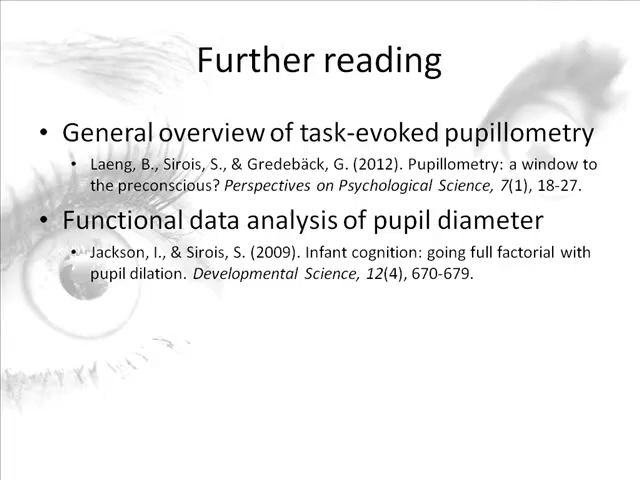 Further reading
• General overview of task-evoked pupillometry
• Laeng, B., Sirois, S., & Gredebäck, G. (2012). Pupillometry: a window to
the preconscious? Perspectives on Psychological Science, 7(1), 18-27.
• Functional data analysis of pupil diameter
• Jackson, I., & Sirois, S. (2009). Infant cognition: going full factorial with
pupil dilation. Developmental Science, 12(4), 670-679.